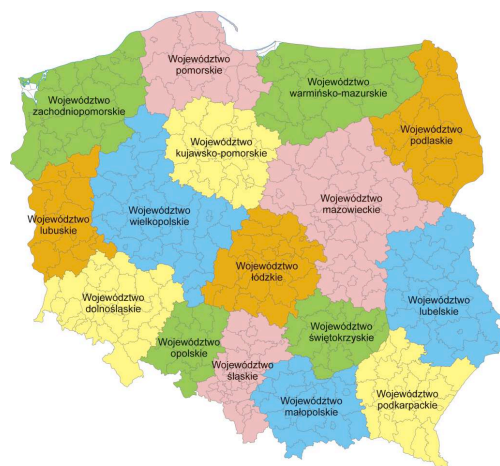 Województwo
pomorskie
Województwo
zachodniopomorskie
Województwo
warmińsko-mazurskie
Województwo
podlaskie
Województwo
kujawsko-pomorskie
Województwo
mazowieckie
Województwo
lubuskie
Województwo
wielkopolskie
Województwo
łódzkie
Województwo
lubelskie
Województwo
dolnośląskie
Województwo
świętokrzyskie
Województwo
opolskie
Województwo
śląskie
Województwo
małopolskie
Województwo
podkarpackie